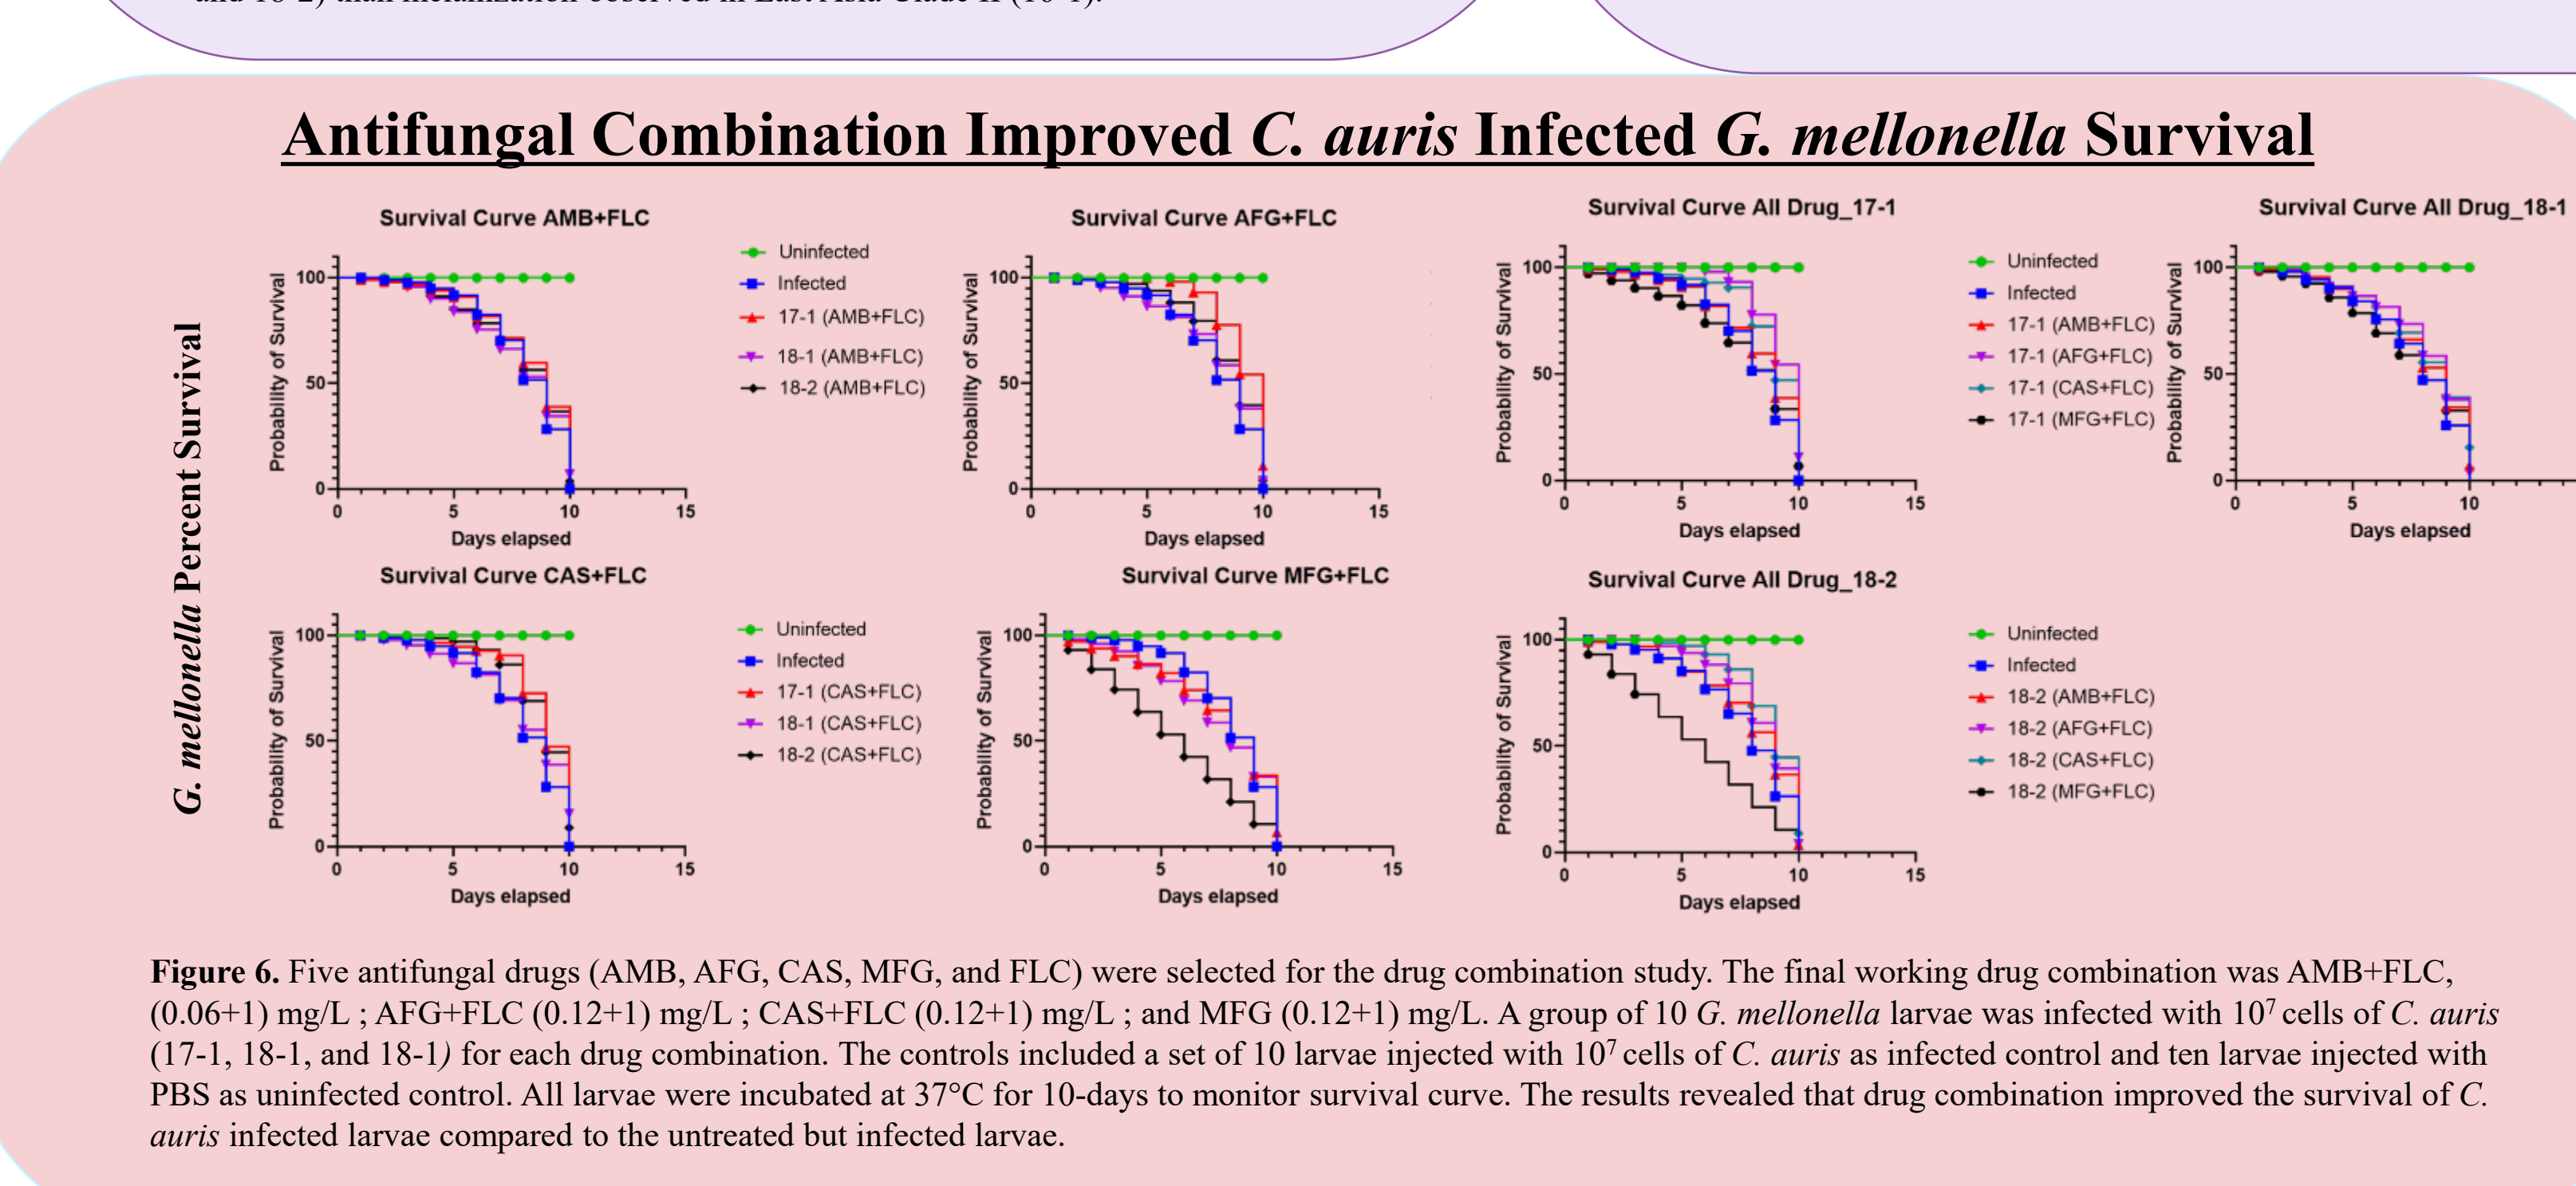 and 18-2) than melanization observed in East Asia Clade II (16-1).
Antifungal Combination Improved C. auris Infected G. mellonella Survival
G. mellonella Percent Survival
Survival Curve AMB+FLC
Probability of Survival
100
50
0
0 5 10 15
Days elapsed
Uninfected
Infected
17-1 (AMB+FLC)
18-1 (AMB+FLC)
18-2 (AMB+FLC)
Survival Curve AFG+FLC
Probability of Survival
100
50
0
0 5 10 15
Days elapsed
Survival Curve All Drug_17-1
Probability of Survival
100
50
0
0 5 10 15
Days elapsed
Uninfected
Infected
17-1 (AMB+FLC)
17-1 (AFG+FLC)
17-1 (CAS+FLC)
17-1 (MFG+FLC)
Survival Curve All Drug_18-1
Probability of Survival
100
50
0
0 5 10
Days elapsed
Survival Curve CAS+FLC
Probability of Survival
100
50
0
0 5 10 15
Days elapsed
Uninfected
Infected
17-1 (CAS+FLC)
18-1 (CAS+FLC)
18-2 (CAS+FLC)
Survival Curve MFG+FLC
Probability of Survival
100
50
0
0 5 10 15
Days elapsed
Survival Curve All Drug_18-2
Probability of Survival
100
50
0
0 5 10 15
Days elapsed
Uninfected
Infected
18-2 (AMB+FLC)
18-2 (AFG+FLC)
18-2 (CAS+FLC)
18-2 (MFG+FLC)
Figure 6. Five antifungal drugs (AMB, AFG, CAS, MFG, and FLC) were selected for the drug combination study. The final working drug combination was AMB+FLC,
(0.06+1) mg/L ; AFG+FLC (0.12+1) mg/L ; CAS+FLC (0.12+1) mg/L ; and MFG (0.12+1) mg/L. A group of 10 G. mellonella larvae was infected with 10⁷ cells of C. auris
(17-1, 18-1, and 18-1) for each drug combination. The controls included a set of 10 larvae injected with 10⁷ cells of C. auris as infected control and ten larvae injected with
PBS as uninfected control. All larvae were incubated at 37°C for 10-days to monitor survival curve. The results revealed that drug combination improved the survival of C.
auris infected larvae compared to the untreated but infected larvae.